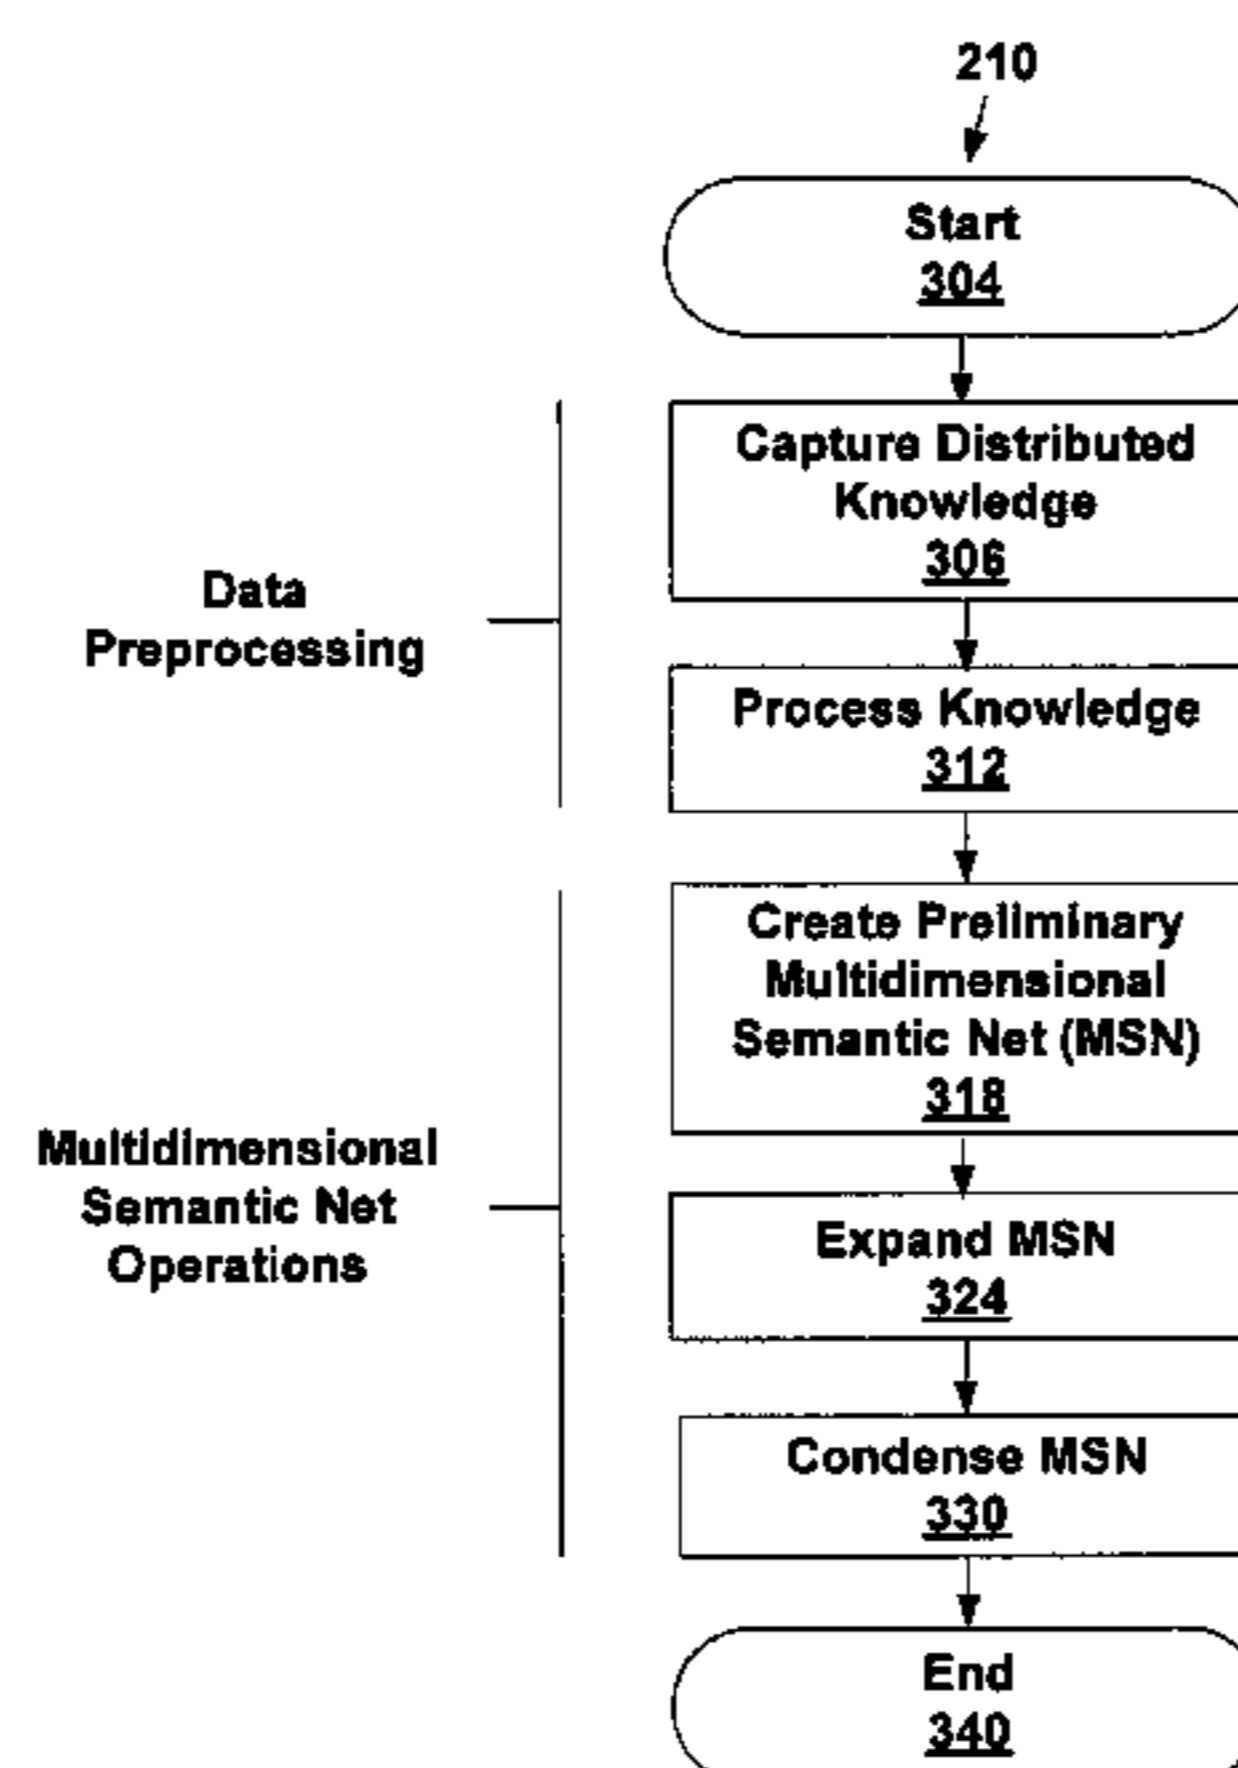 210
Start
304
Capture Distributed
Knowledge
306
Data
Preprocessing
Process Knowledge
312
Create Preliminary
Multidimensional
Semantic Net (MSN)
318
Multidimensional
Semantic Net
Operations
Expand MSN
324
Condense MSN
330
End
340